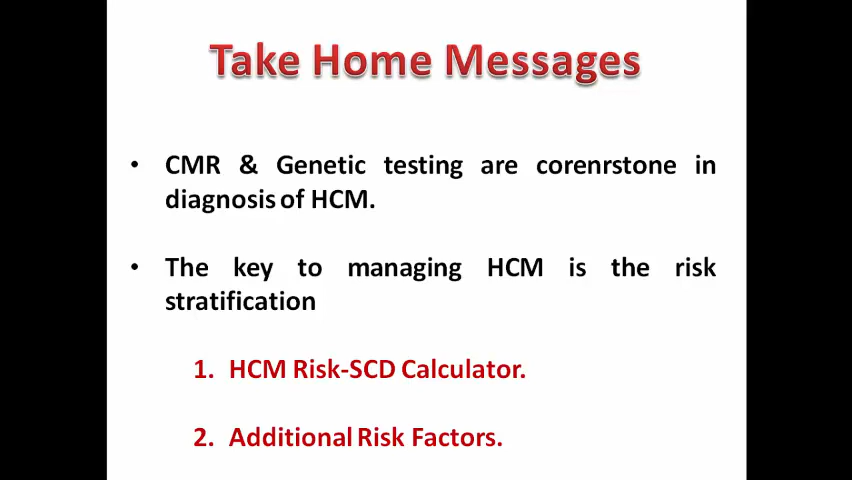 Take Home Messages
• CMR & Genetic testing are corenrstone in
diagnosis of HCM.
• The key to managing HCM is the risk
stratification
1. HCM Risk-SCD Calculator.
2. Additional Risk Factors.